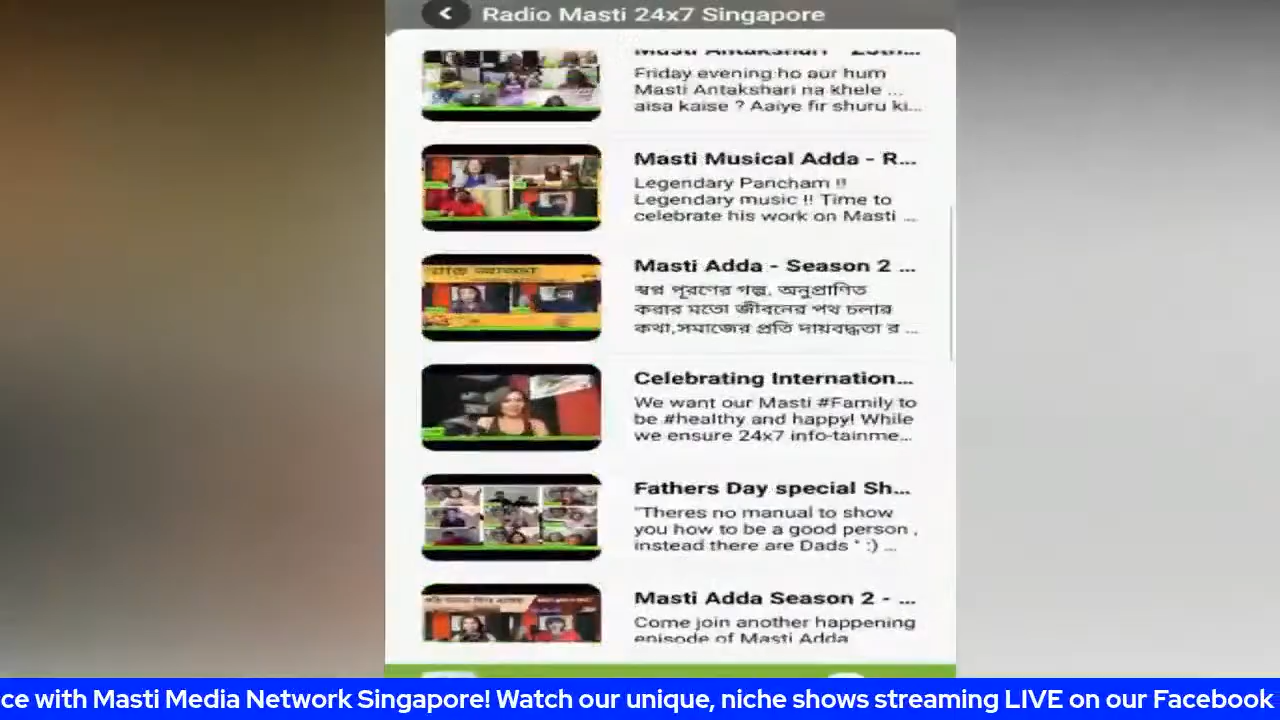 Radio Masti 24x7 Singapore
Masti Antakshari - 25th...
Friday evening ho aur hum
Masti Antakshari na khele ...
aisa kaise ? Aaiye fir shuru ki...
Masti Musical Adda - R...
Legendary Pancham !!
Legendary music !! Time to
celebrate his work on Masti ...
Masti Adda - Season 2 ...
স্বপ্ন পূরণের গল্প, অনুপ্রাণিত
করার মতো জীবনের পথ চলার
কথা,সমাজের প্রতি দায়বদ্ধতা র ...
Celebrating Internation...
We want our Masti #Family to
be #healthy and happy! While
we ensure 24x7 info-tainme...
Fathers Day special Sh...
"Theres no manual to show
you how to be a good person ,
instead there are Dads " :) ...
Masti Adda Season 2 - ...
Come join another happening
episode of Masti Adda
ce with Masti Media Network Singapore! Watch our unique, niche shows streaming LIVE on our Facebook